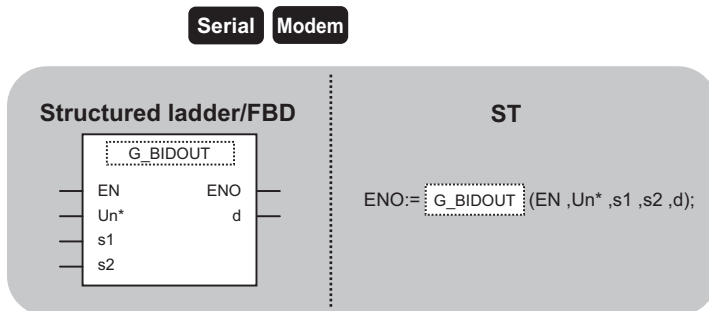 Serial Modem
Structured ladder/FBD
G_BIDOUT
EN ENO
Un* d
s1
s2
ST
ENO:= G_BIDOUT (EN ,Un* ,s1 ,s2 ,d);